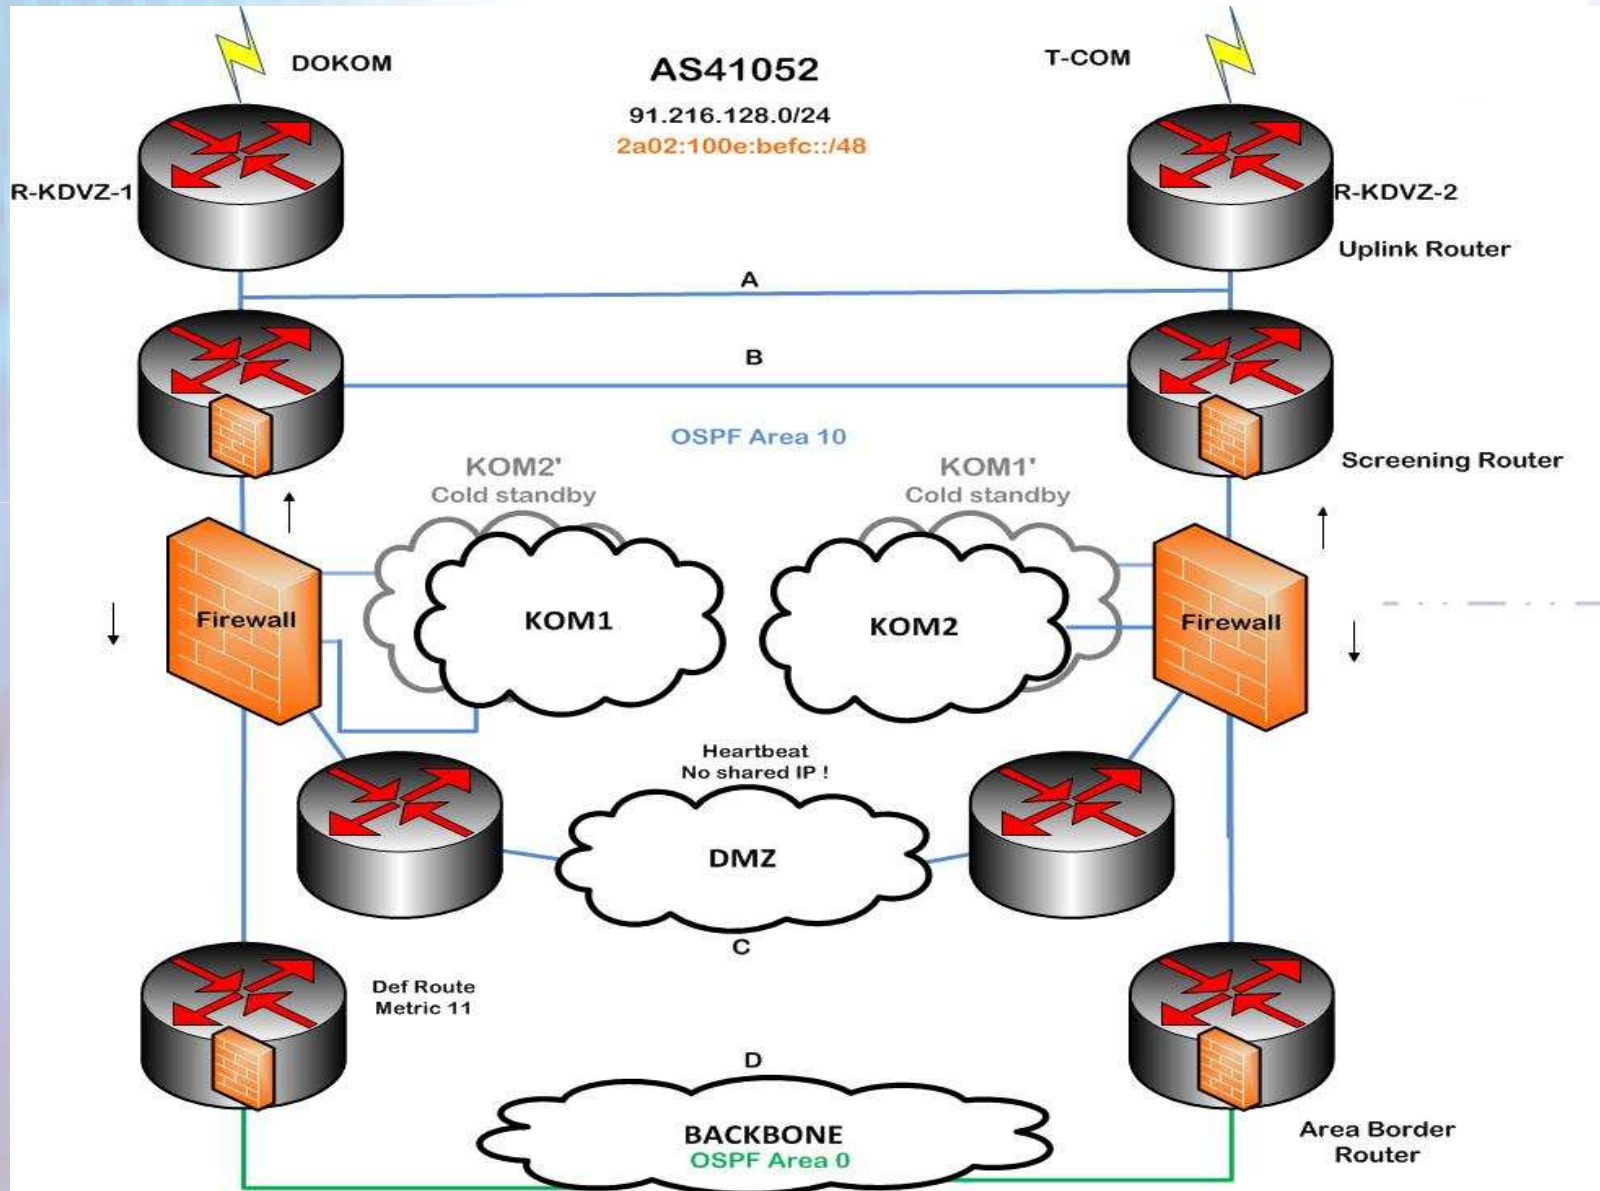 DOKOM
AS41052
T-COM
91.216.128.0/24
2a02:100e:befc::/48
R-KDVZ-1
R-KDVZ-2
Uplink Router
A
B
OSPF Area 10
Screening Router
KOM2'
Cold standby
KOM1'
Cold standby
Firewall
KOM1
KOM2
Firewall
Heartbeat
No shared IP !
DMZ
C
Def Route
Metric 11
D
BACKBONE
OSPF Area 0
Area Border
Router